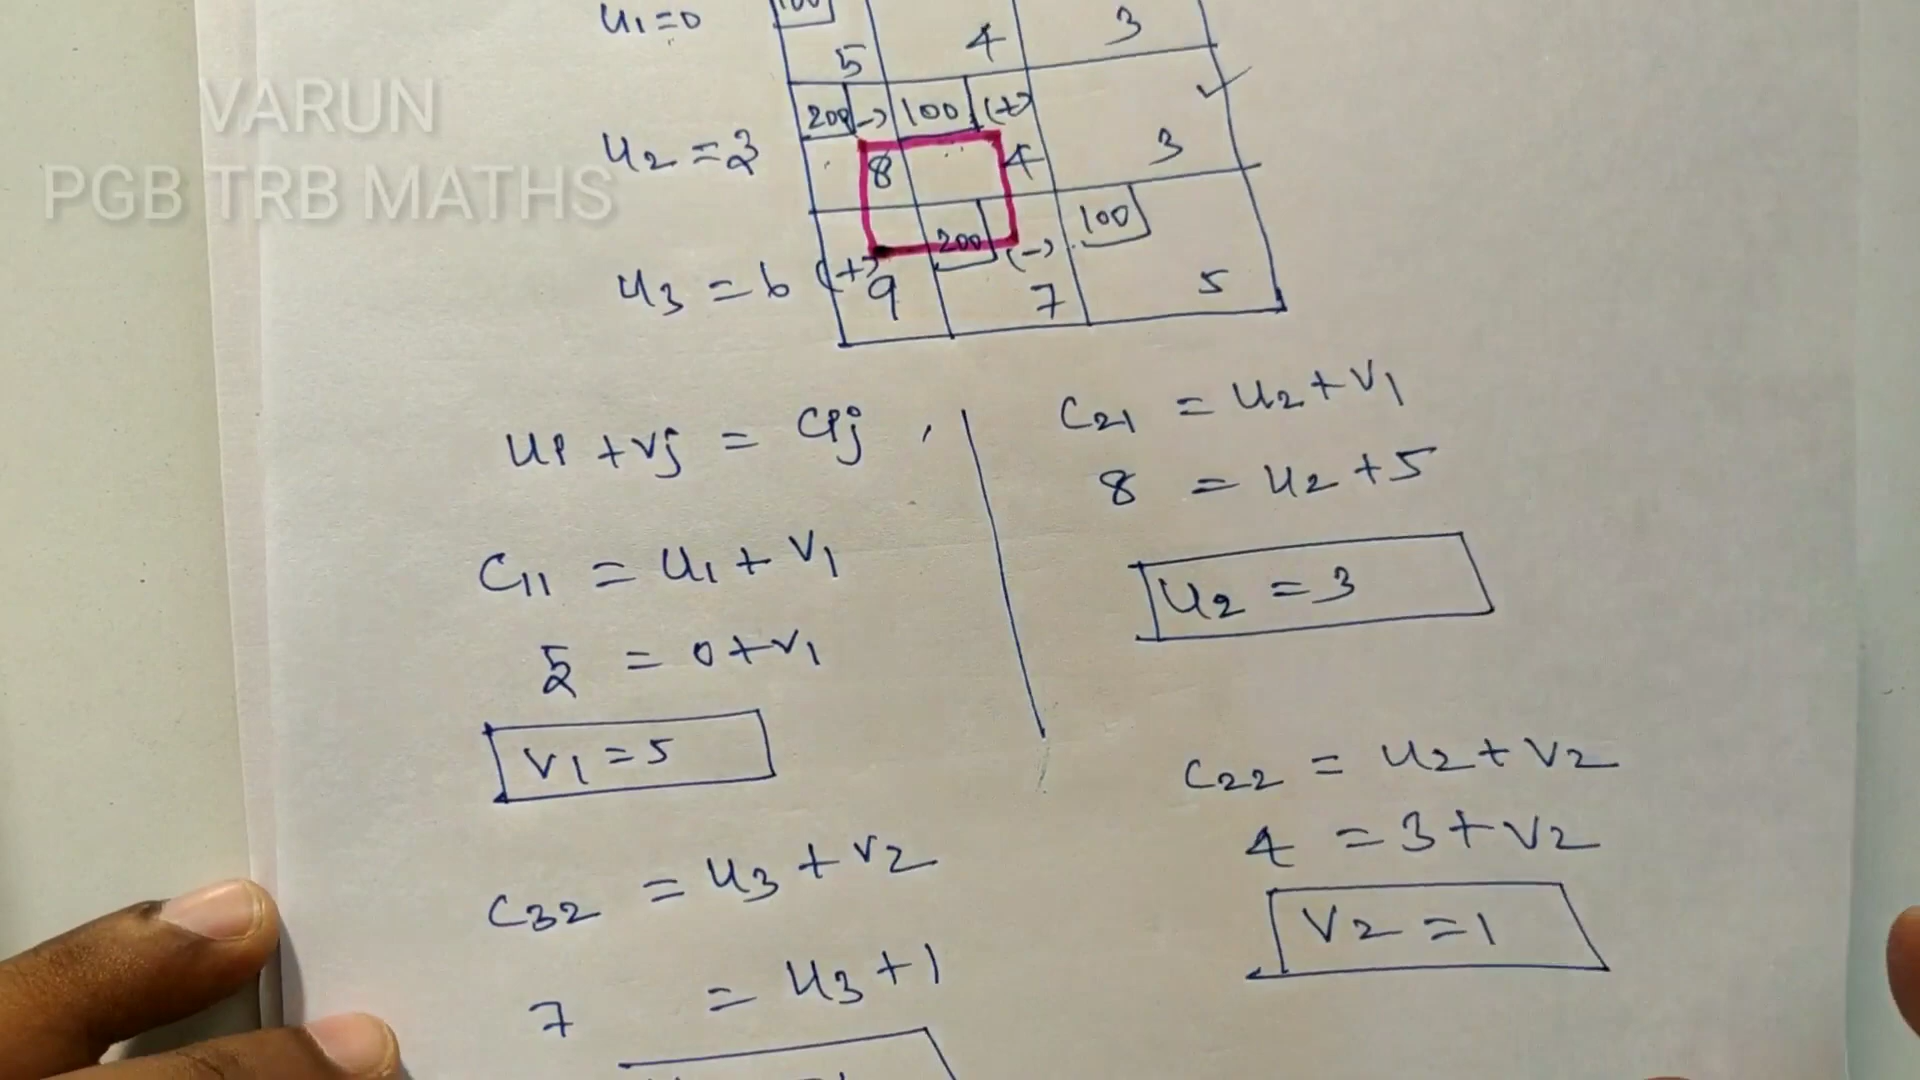 VARUN
PGB TRB MATHS
u1=0 100
5 4 3
200 (-) 100 (+)
u2 = 3 8 4 3
200 (-) 100
u3 = 6 (+) 9 7 5
ui + vj = cij ,
c11 = u1 + v1
5 = 0 + v1
v1 = 5
c32 = u3 + v2
7 = u3 + 1
c21 = u2 + v1
8 = u2 + 5
u2 = 3
c22 = u2 + v2
4 = 3 + v2
v2 = 1